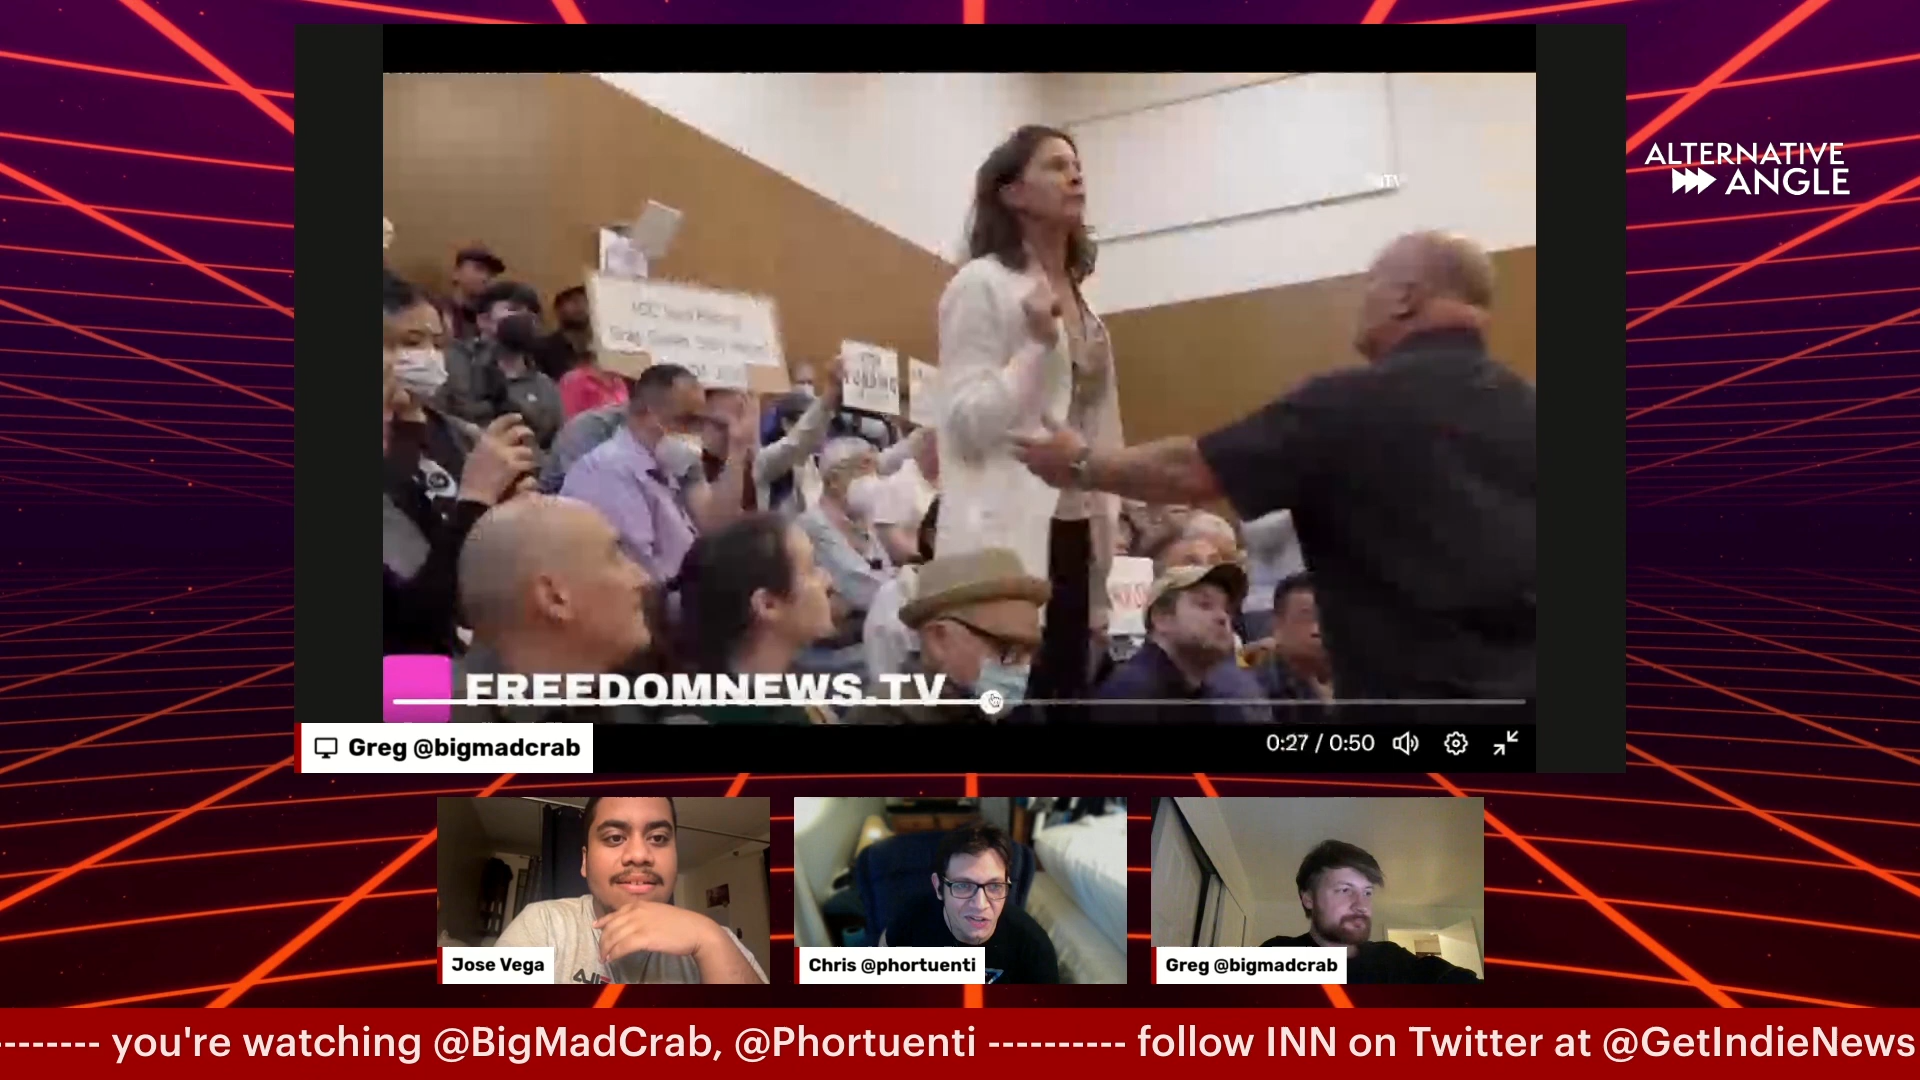 ALTERNATIVE
ANGLE
FREEDOMNEWS.TV
Greg @bigmadcrab
0:27 / 0:50
Jose Vega
Chris @phortuenti
Greg @bigmadcrab
-------- you're watching @BigMadCrab, @Phortuenti ---------- follow INN on Twitter at @GetIndieNews